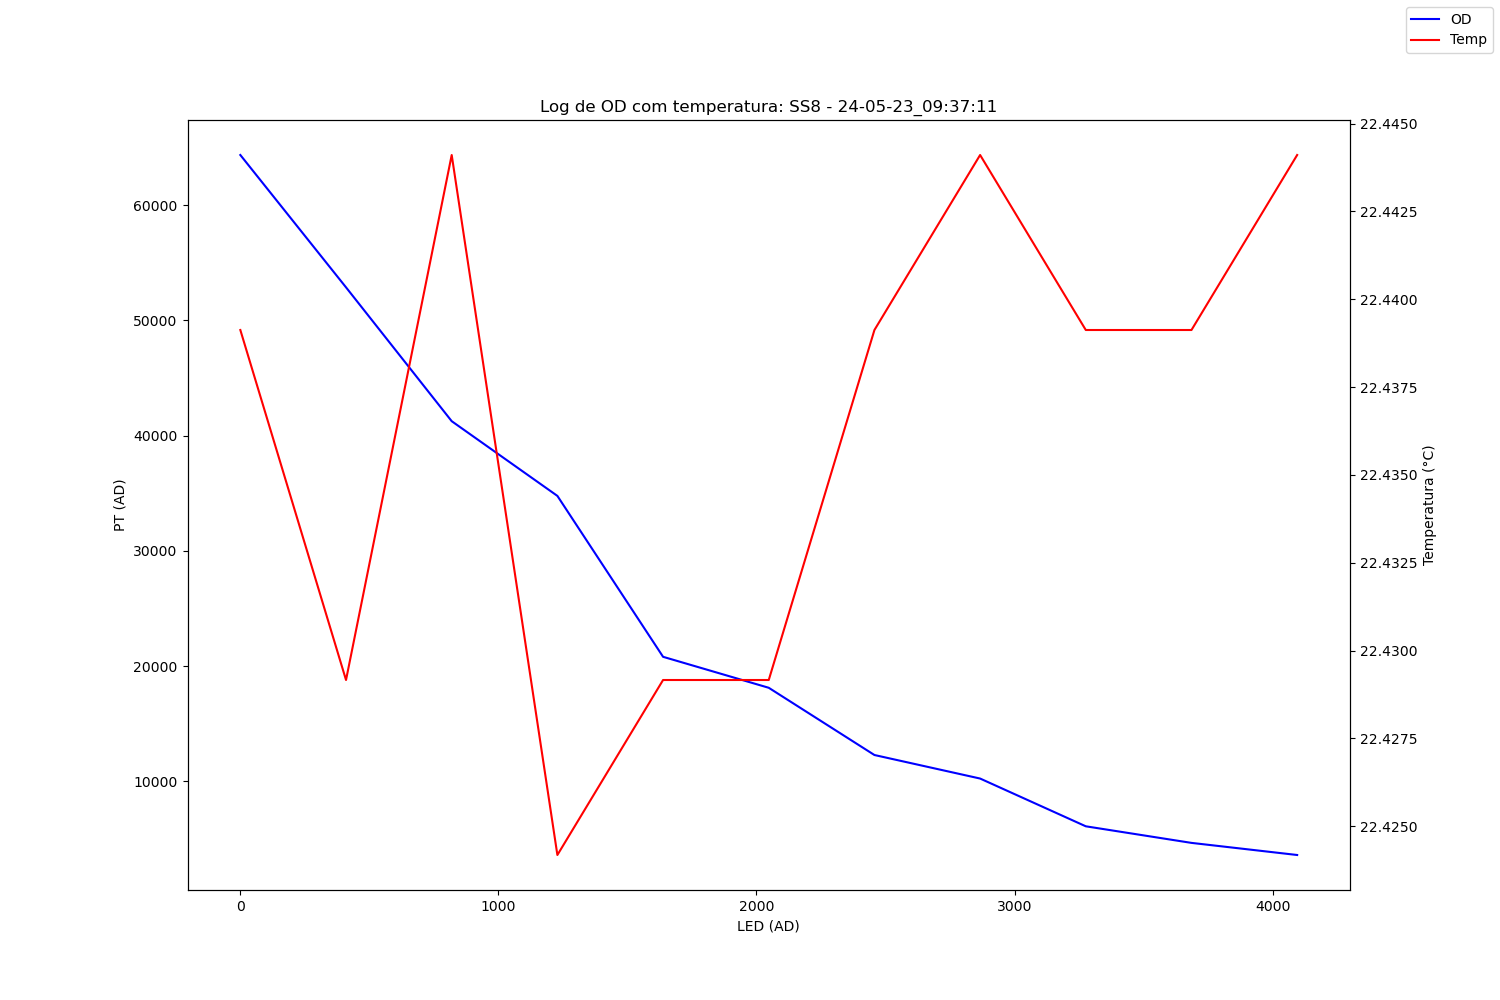 OD
Temp
Log de OD com temperatura: SS8 - 24-05-23_09:37:11
PT (AD)
60000
50000
40000
30000
20000
10000
22.4450
22.4425
22.4400
22.4375
22.4350
22.4325
22.4300
22.4275
22.4250
Temperatura (°C)
0 1000 2000 3000 4000
LED (AD)